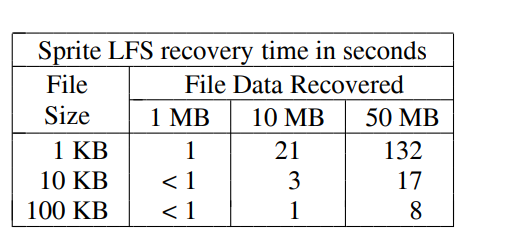 Sprite LFS recovery time in seconds
File File Data Recovered
Size 1 MB 10 MB 50 MB
1 KB 1 21 132
10 KB < 1 3 17
100 KB < 1 1 8